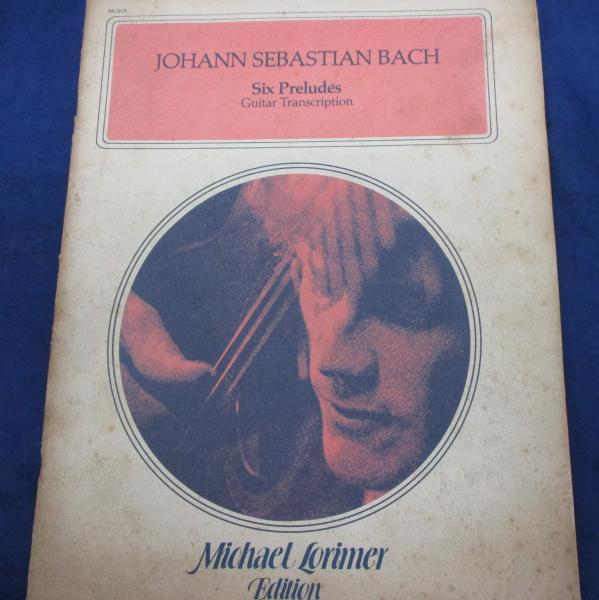 JOHANN SEBASTIAN BACH
Six Preludes
Guitar Transcription
Michael Lorimer
Edition